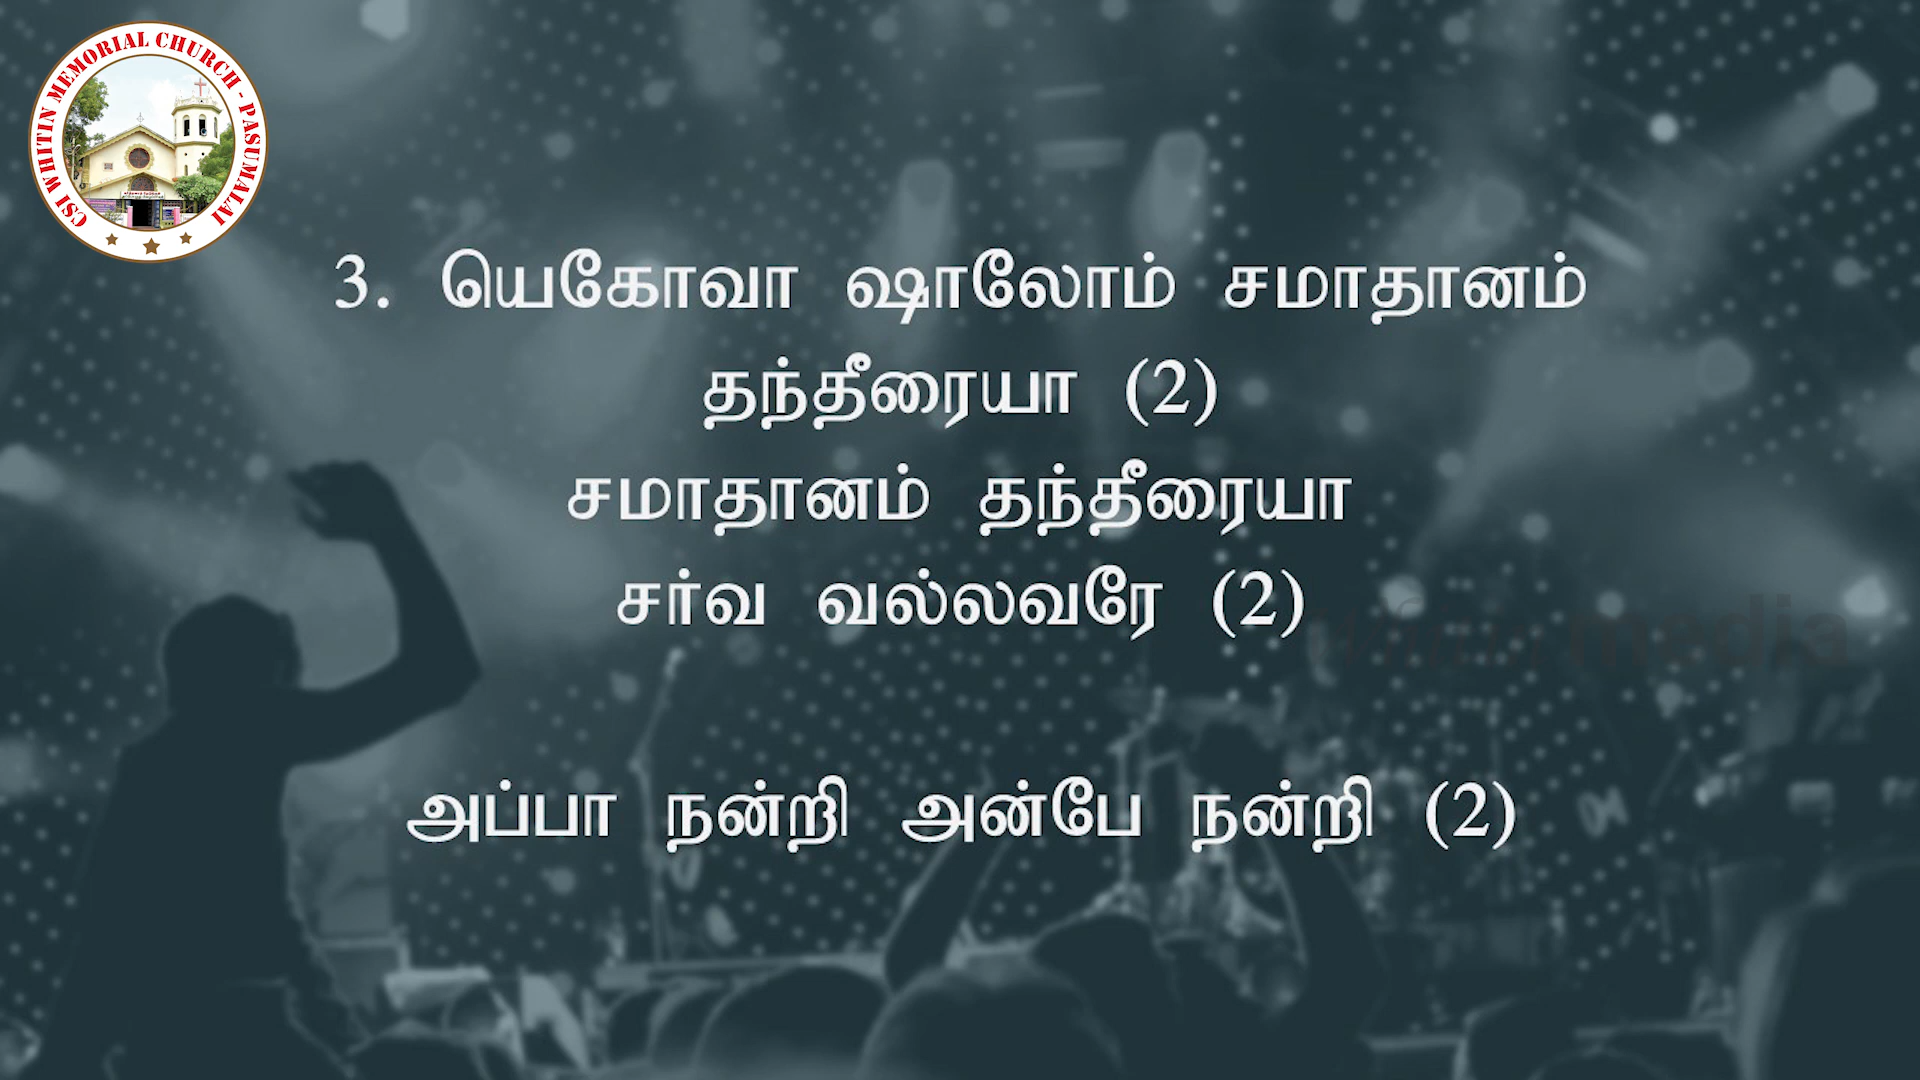 CSI WHITIN MEMORIAL CHURCH - PASUMALAI
3. யெகோவா ஷாலோம் சமாதானம்
தந்தீரையா (2)
சமாதானம் தந்தீரையா
சர்வ வல்லவரே (2)
media
அப்பா நன்றி அன்பே நன்றி (2)